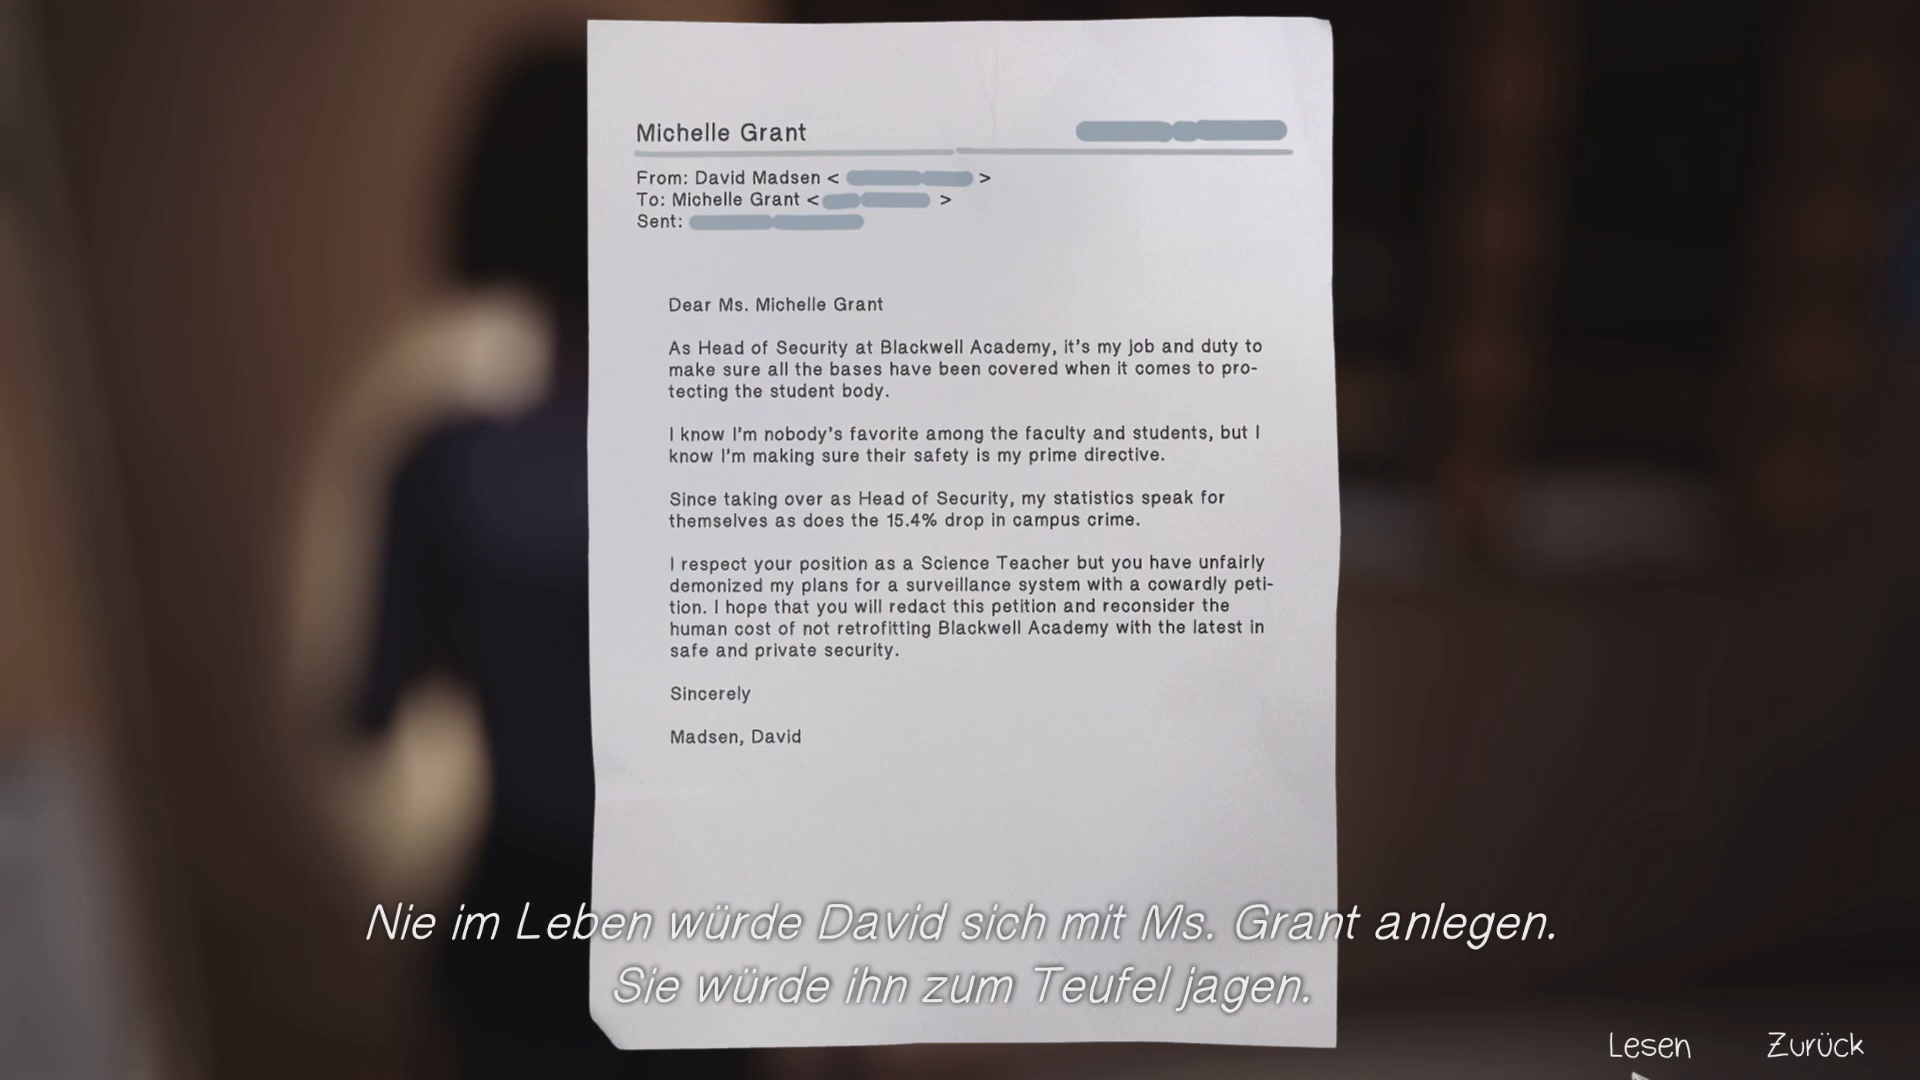 Michelle Grant
From: David Madsen < >
To: Michelle Grant < >
Sent:
Dear Ms. Michelle Grant
As Head of Security at Blackwell Academy, it's my job and duty to
make sure all the bases have been covered when it comes to pro-
tecting the student body.
I know I'm nobody's favorite among the faculty and students, but I
know I'm making sure their safety is my prime directive.
Since taking over as Head of Security, my statistics speak for
themselves as does the 15.4% drop in campus crime.
I respect your position as a Science Teacher but you have unfairly
demonized my plans for a surveillance system with a cowardly peti-
tion. I hope that you will redact this petition and reconsider the
human cost of not retrofitting Blackwell Academy with the latest in
safe and private security.
Sincerely
Madsen, David
Nie im Leben würde David sich mit Ms. Grant anlegen.
Sie würde ihn zum Teufel jagen.
Lesen Zurück